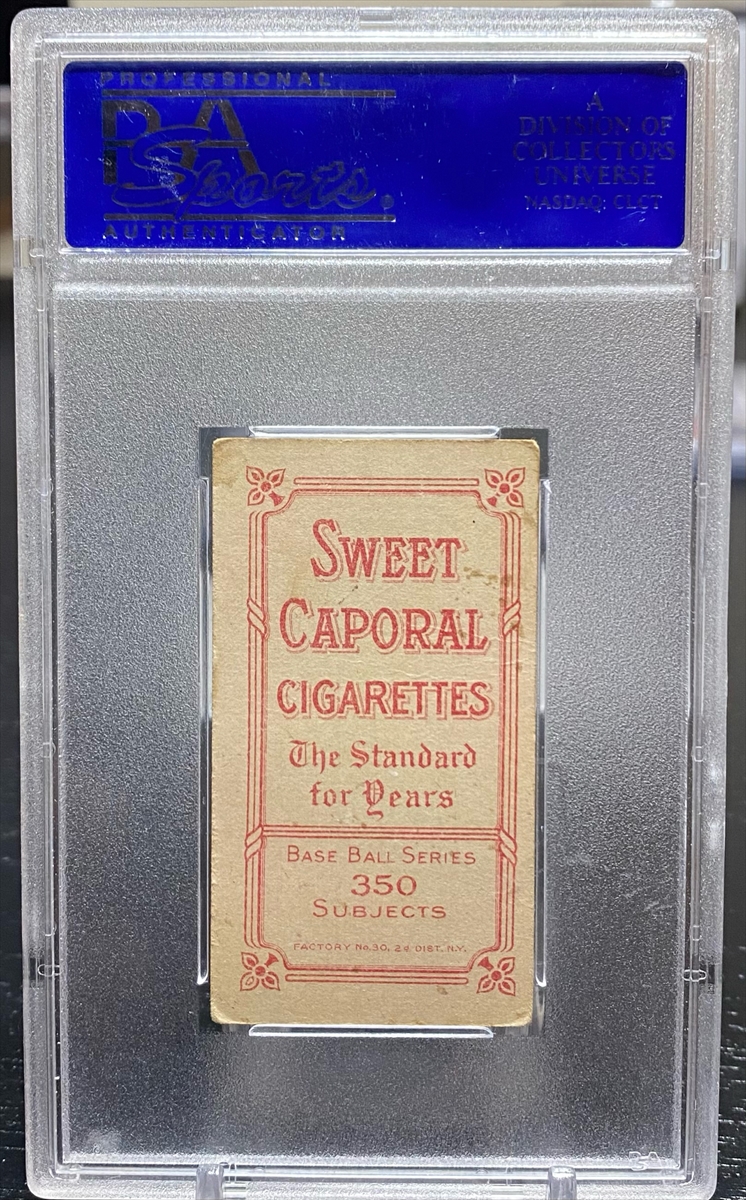 PROFESSIONAL
PSA
Sports
AUTHENTICATOR
A
DIVISION OF
COLLECTORS
UNIVERSE
NASDAQ: CLCT
SWEET
CAPORAL
CIGARETTES
The Standard
for Years
BASE BALL SERIES
350
SUBJECTS
FACTORY No. 30, 2d DIST. N.Y.